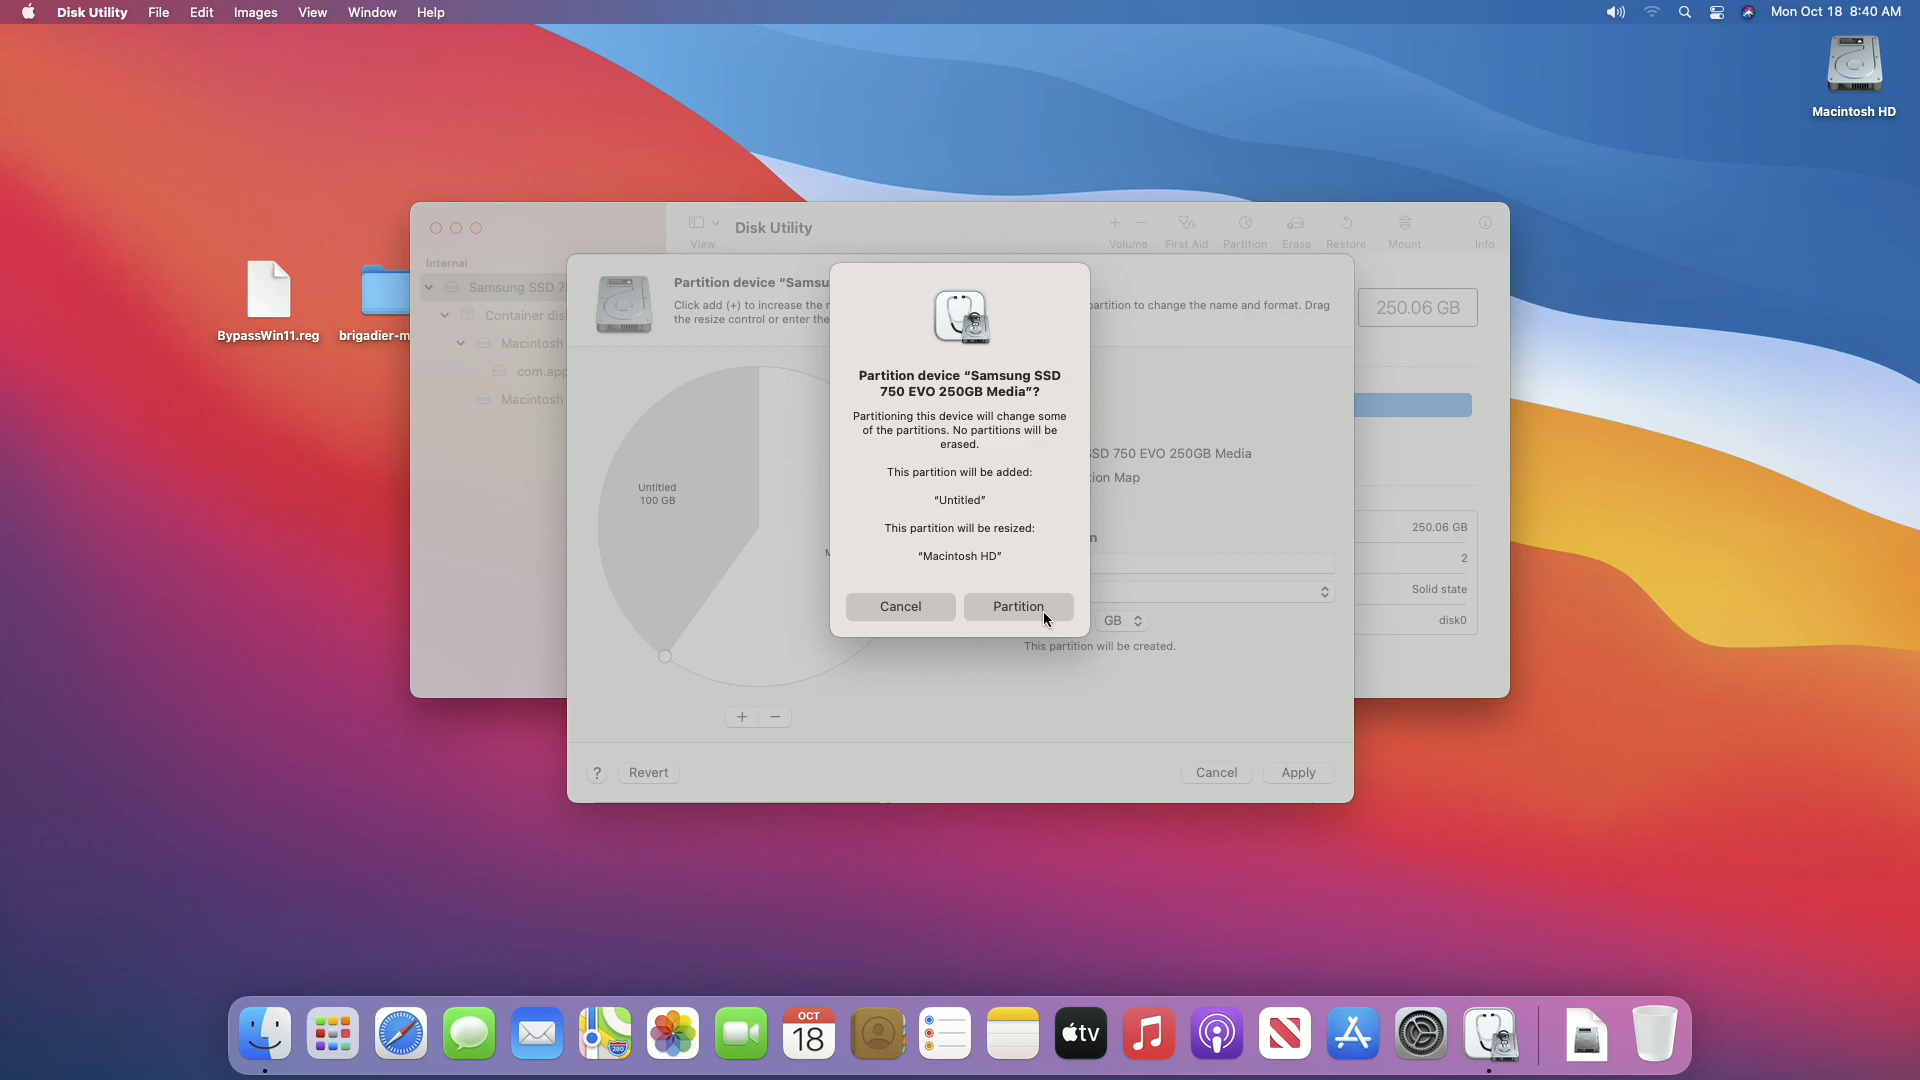 Disk Utility File Edit Images View Window Help
Mon Oct 18 8:40 AM
Macintosh HD
BypassWin11.reg
brigadier-m
Disk Utility
View
Volume First Aid Partition Erase Restore Mount Info
Internal
Samsung SSD 7
Container dis
Macintosh
com.app
Macintosh
Partition device “Samsu
Click add (+) to increase the n
partition to change the name and format. Drag
the resize control or enter the
250.06 GB
Untitled
100 GB
SSD 750 EVO 250GB Media
tion Map
250.06 GB
2
Solid state
disk0
GB
This partition will be created.
+ −
? Revert
Cancel Apply
Partition device “Samsung SSD
750 EVO 250GB Media”?
Partitioning this device will change some
of the partitions. No partitions will be
erased.
This partition will be added:
“Untitled”
This partition will be resized:
“Macintosh HD”
Cancel Partition
OCT
18
tv
280